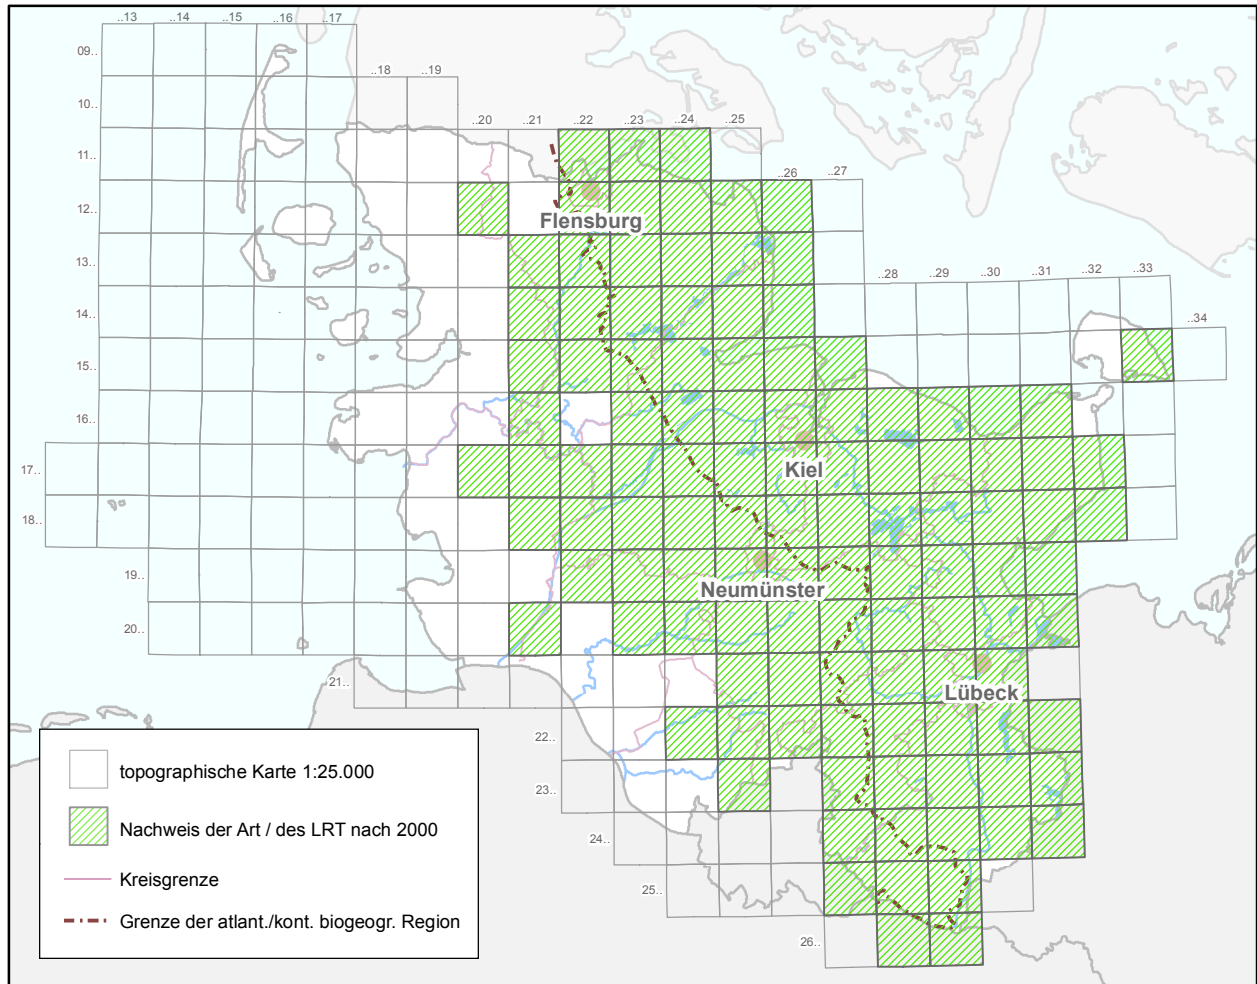 ..13 ..14 ..15 ..16 ..17
09..
..18 ..19
10..
..20 ..21 ..22 ..23 ..24 ..25
11..
..26 ..27
12..
Flensburg
13..
..28 ..29 ..30 ..31 ..32 ..33
14..
..34
15..
16..
17..
Kiel
18..
19..
Neumünster
20..
21..
Lübeck
22..
23..
24..
25..
26..
topographische Karte 1:25.000
Nachweis der Art / des LRT nach 2000
Kreisgrenze
Grenze der atlant./kont. biogeogr. Region